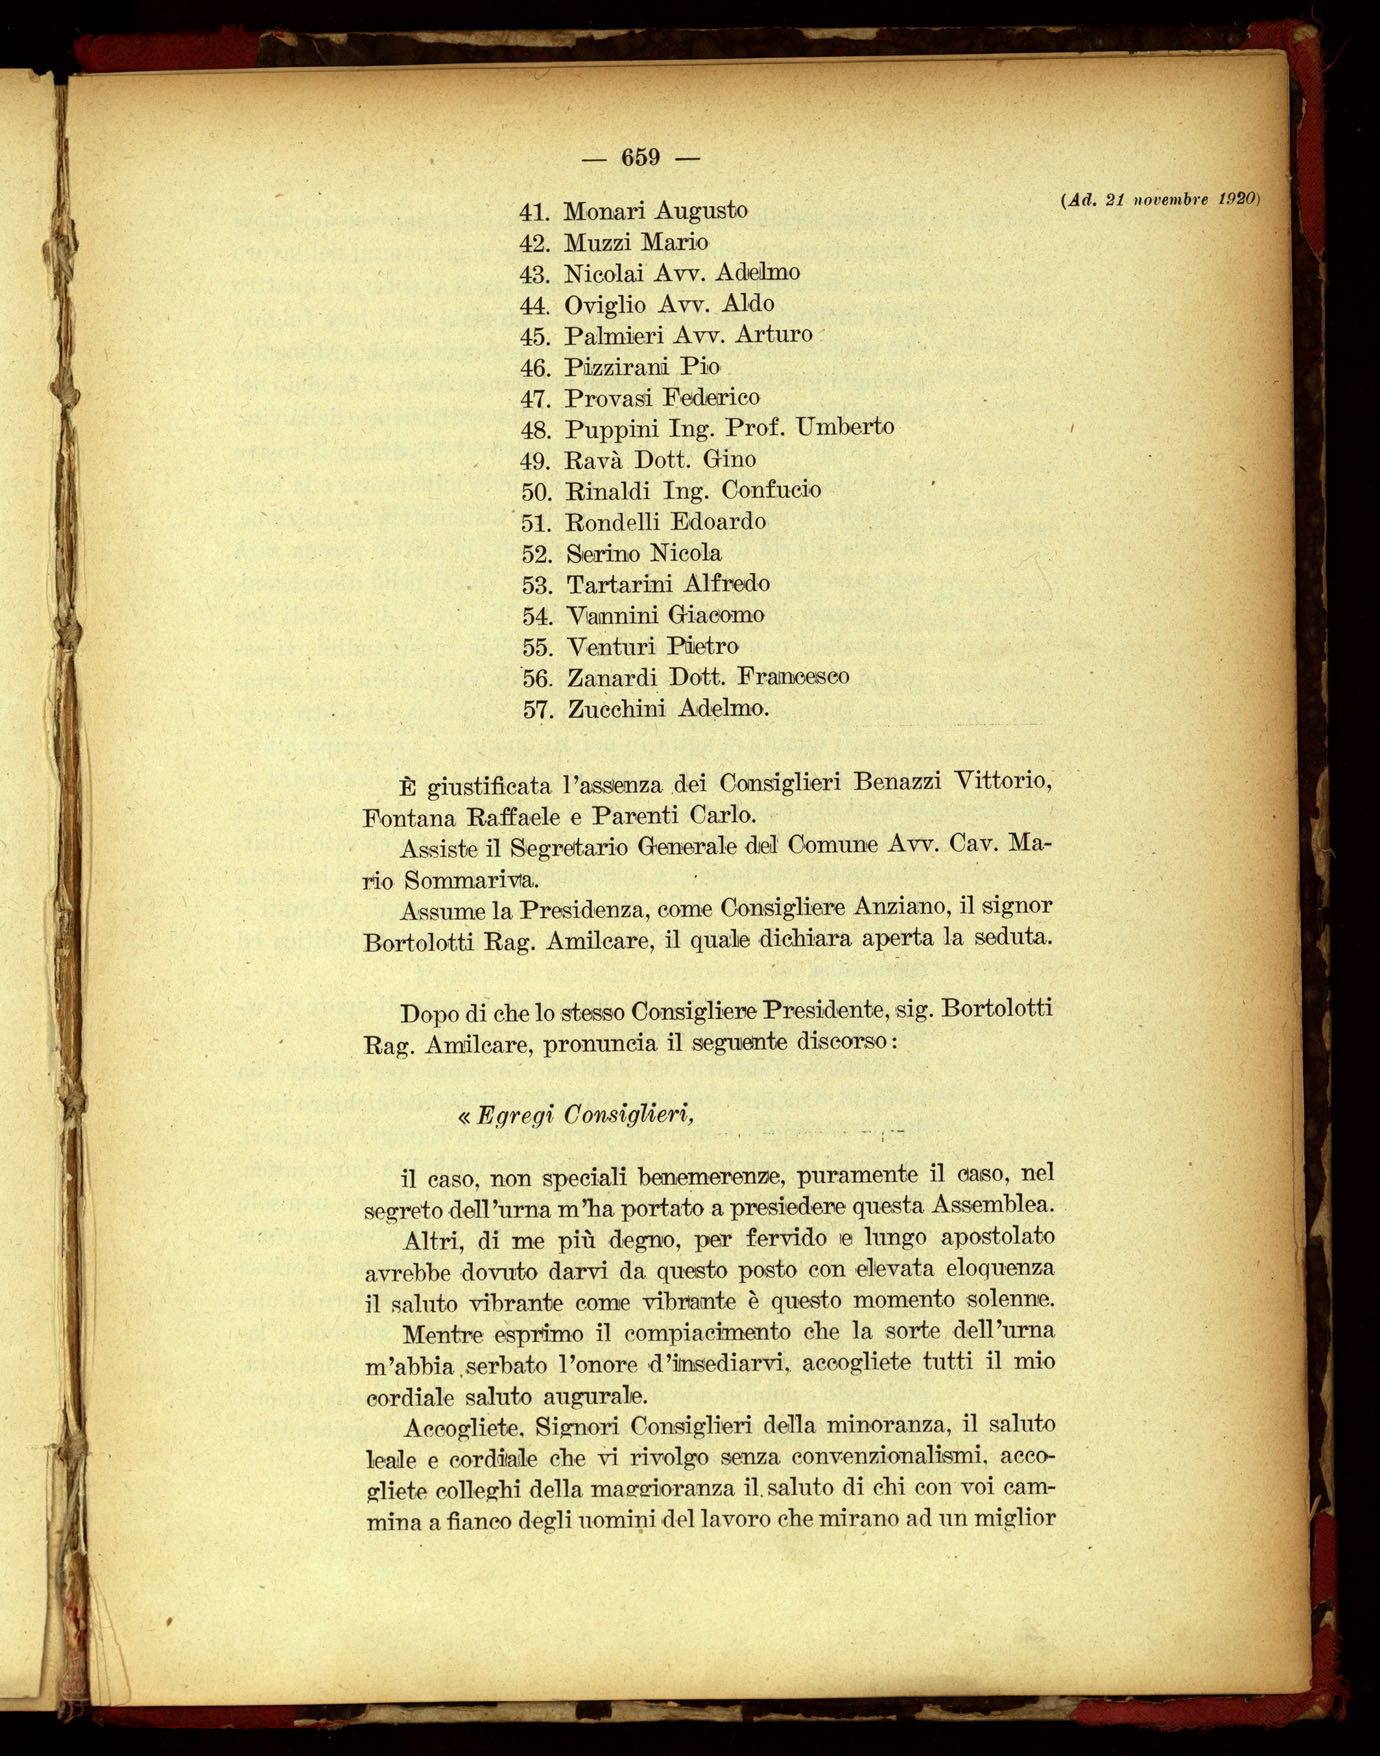 — 659 —
(Ad. 21 novembre 1920)
41. Monari Augusto
42. Muzzi Mario
43. Nicolai Avv. Adelmo
44. Oviglio Avv. Aldo
45. Palmieri Avv. Arturo
46. Pizzirani Pio
47. Provasi Federico
48. Puppini Ing. Prof. Umberto
49. Ravà Dott. Gino
50. Rinaldi Ing. Confucio
51. Rondelli Edoardo
52. Serino Nicola
53. Tartarini Alfredo
54. Vannini Giacomo
55. Venturi Pietro
56. Zanardi Dott. Francesco
57. Zucchini Adelmo.
È giustificata l'assenza dei Consiglieri Benazzi Vittorio,
Fontana Raffaele e Parenti Carlo.
Assiste il Segretario Generale del Comune Avv. Cav. Ma-
rio Sommariva.
Assume la Presidenza, come Consigliere Anziano, il signor
Bortolotti Rag. Amilcare, il quale dichiara aperta la seduta.
Dopo di che lo stesso Consigliere Presidente, sig. Bortolotti
Rag. Amilcare, pronuncia il seguente discorso:
« Egregi Consiglieri,
il caso, non speciali benemerenze, puramente il caso, nel
segreto dell'urna m'ha portato a presiedere questa Assemblea.
Altri, di me più degno, per fervido e lungo apostolato
avrebbe dovuto darvi da questo posto con elevata eloquenza
il saluto vibrante come vibrante è questo momento solenne.
Mentre esprimo il compiacimento che la sorte dell'urna
m'abbia serbato l'onore d'insediarvi, accogliete tutti il mio
cordiale saluto augurale.
Accogliete, Signori Consiglieri della minoranza, il saluto
leale e cordiale che vi rivolgo senza convenzionalismi, acco-
gliete colleghi della maggioranza il saluto di chi con voi cam-
mina a fianco degli uomini del lavoro che mirano ad un miglior